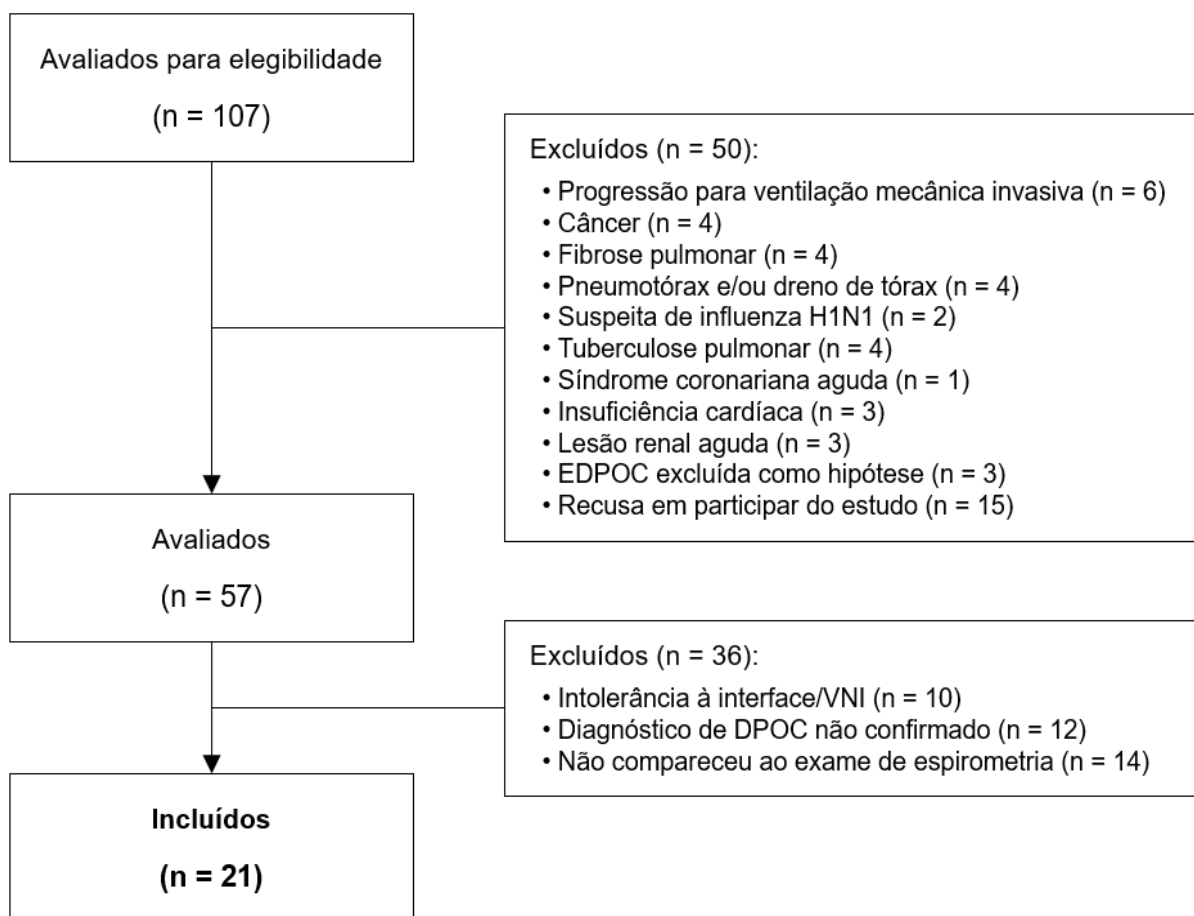 Avaliados para elegibilidade
(n = 107)
Excluídos (n = 50):
• Progressão para ventilação mecânica invasiva (n = 6)
• Câncer (n = 4)
• Fibrose pulmonar (n = 4)
• Pneumotórax e/ou dreno de tórax (n = 4)
• Suspeita de influenza H1N1 (n = 2)
• Tuberculose pulmonar (n = 4)
• Síndrome coronariana aguda (n = 1)
• Insuficiência cardíaca (n = 3)
• Lesão renal aguda (n = 3)
• EDPOC excluída como hipótese (n = 3)
• Recusa em participar do estudo (n = 15)
Avaliados
(n = 57)
Excluídos (n = 36):
• Intolerância à interface/VNI (n = 10)
• Diagnóstico de DPOC não confirmado (n = 12)
• Não compareceu ao exame de espirometria (n = 14)
Incluídos
(n = 21)